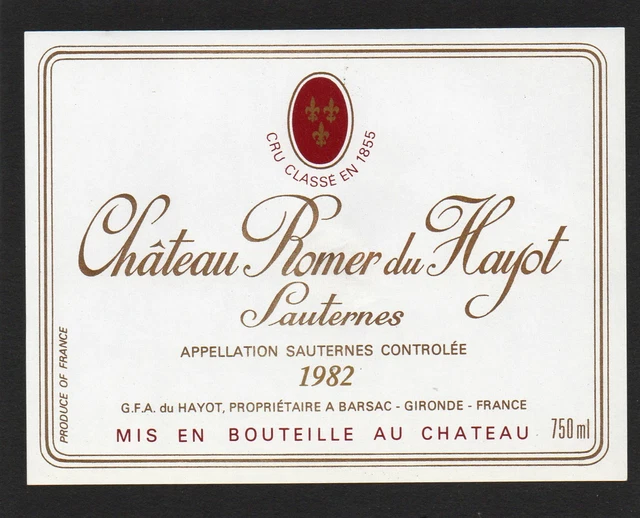 CRU CLASSÉ EN 1855
Château Romer du Hayot
Sauternes
APPELLATION SAUTERNES CONTROLÉE
1982
G.F.A. du HAYOT, PROPRIÉTAIRE A BARSAC - GIRONDE - FRANCE
MIS EN BOUTEILLE AU CHATEAU
750 ml
PRODUCE OF FRANCE